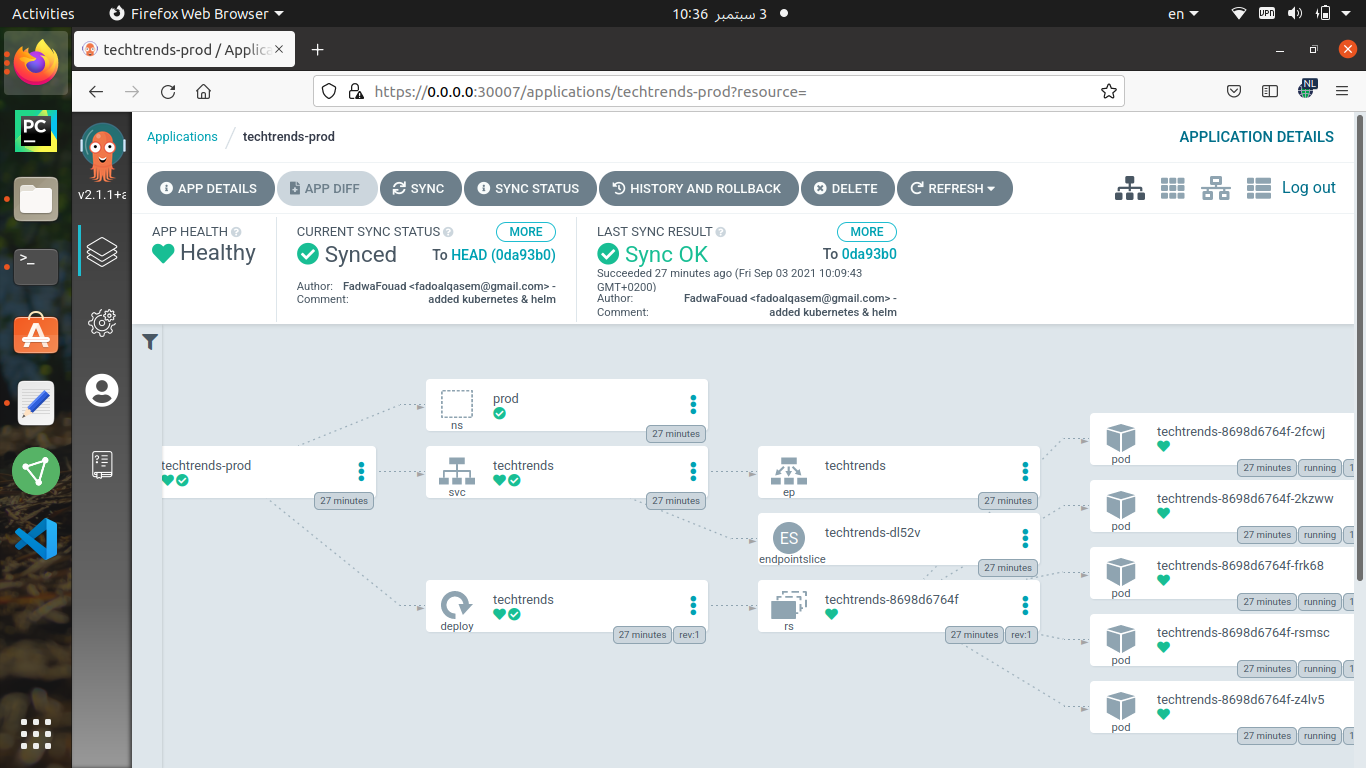 Activities
Firefox Web Browser
3 سبتمبر 10:36
en
UPN
techtrends-prod / Applica
https://0.0.0.0:30007/applications/techtrends-prod?resource=
NL
PC
>_
v2.1.1+a
Applications
techtrends-prod
APPLICATION DETAILS
APP DETAILS
APP DIFF
SYNC
SYNC STATUS
HISTORY AND ROLLBACK
DELETE
REFRESH
Log out
APP HEALTH
Healthy
CURRENT SYNC STATUS
MORE
Synced
To HEAD (0da93b0)
Author: FadwaFouad <fadoalqasem@gmail.com> -
Comment: added kubernetes & helm
LAST SYNC RESULT
MORE
Sync OK
To 0da93b0
Succeeded 27 minutes ago (Fri Sep 03 2021 10:09:43
GMT+0200)
Author: FadwaFouad <fadoalqasem@gmail.com> -
Comment: added kubernetes & helm
techtrends-prod
27 minutes
prod
ns
27 minutes
techtrends
svc
27 minutes
techtrends
deploy
27 minutes
rev:1
techtrends
ep
27 minutes
ES
techtrends-dl52v
endpointslice
27 minutes
techtrends-8698d6764f
rs
27 minutes
rev:1
techtrends-8698d6764f-2fcwj
pod
27 minutes
running
1
techtrends-8698d6764f-2kzww
pod
27 minutes
running
1
techtrends-8698d6764f-frk68
pod
27 minutes
running
1
techtrends-8698d6764f-rsmsc
pod
27 minutes
running
1
techtrends-8698d6764f-z4lv5
pod
27 minutes
running
1